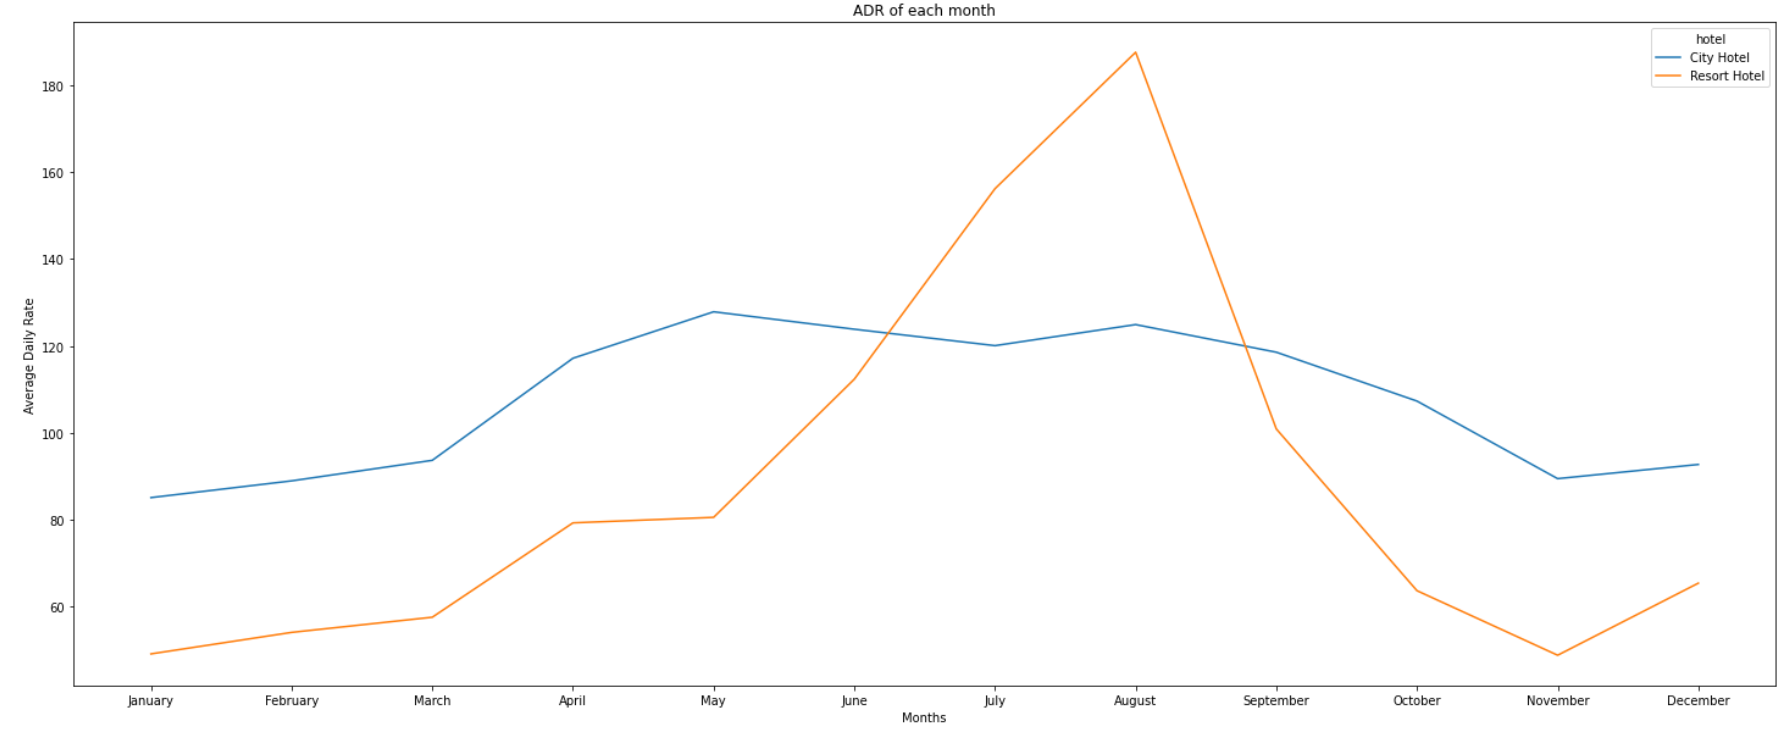 ADR of each month
hotel
City Hotel
Resort Hotel
Average Daily Rate
180
160
140
120
100
80
60
January February March April May June July August September October November December
Months